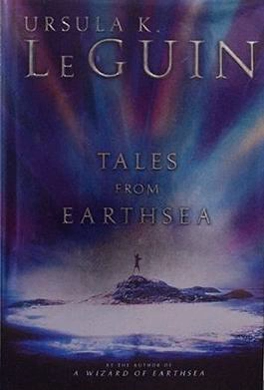 URSULA K.
LEGUIN
TALES
FROM
EARTHSEA
BY THE AUTHOR OF
A WIZARD OF EARTHSEA